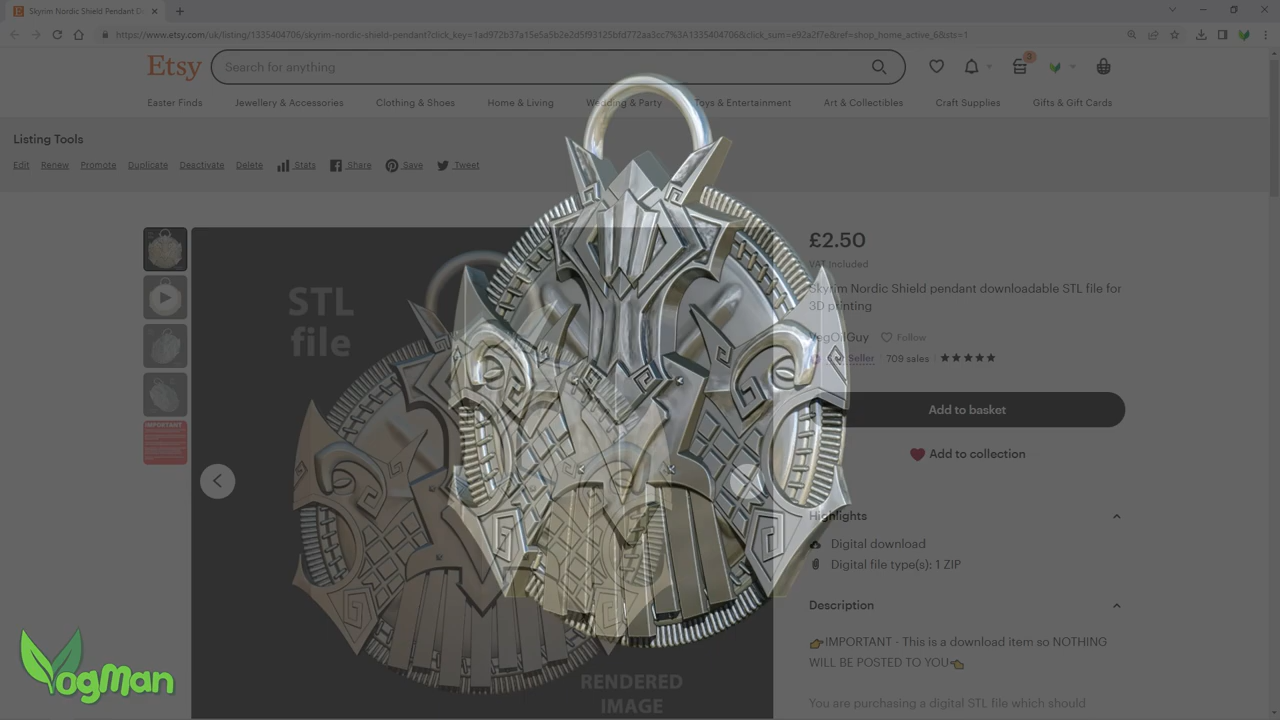 Skyrim Nordic Shield Pendant D
https://www.etsy.com/uk/listing/1335404706/skyrim-nordic-shield-pendant?click_key=1ad972b37a15e5a5b2e2d5f93125bfd772aa3cc7%3A1335404706&click_sum=e92a2f7e&ref=shop_home_active_6&sts=1
Etsy
Search for anything
Easter Finds Jewellery & Accessories Clothing & Shoes Home & Living Wedding & Party Toys & Entertainment Art & Collectibles Craft Supplies Gifts & Gift Cards
Listing Tools
Edit Renew Promote Duplicate Deactivate Delete Stats Share Save Tweet
£2.50
VAT Included
Skyrim Nordic Shield pendant downloadable STL file for
3D printing
VegOilGuy Follow
Seller 709 sales
Add to basket
Add to collection
Highlights
Digital download
Digital file type(s): 1 ZIP
Description
IMPORTANT - This is a download item so NOTHING
WILL BE POSTED TO YOU
You are purchasing a digital STL file which should
STL
file
RENDERED
IMAGE
IMPORTANT
VogMan